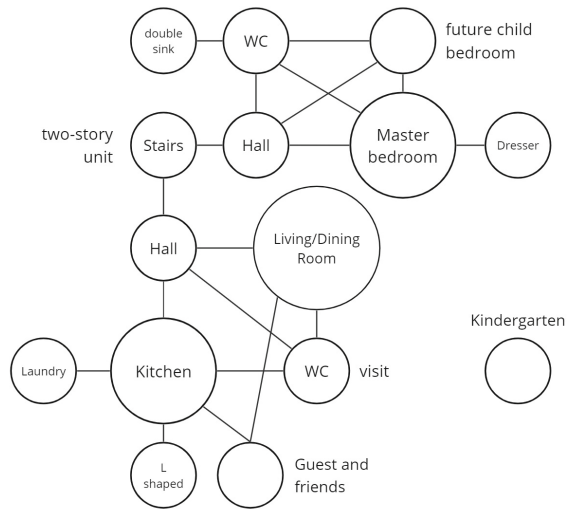 double
sink
WC
future child
bedroom
two-story
unit
Stairs
Hall
Master
bedroom
Dresser
Hall
Living/Dining
Room
Kindergarten
Laundry
Kitchen
WC
visit
L
shaped
Guest and
friends